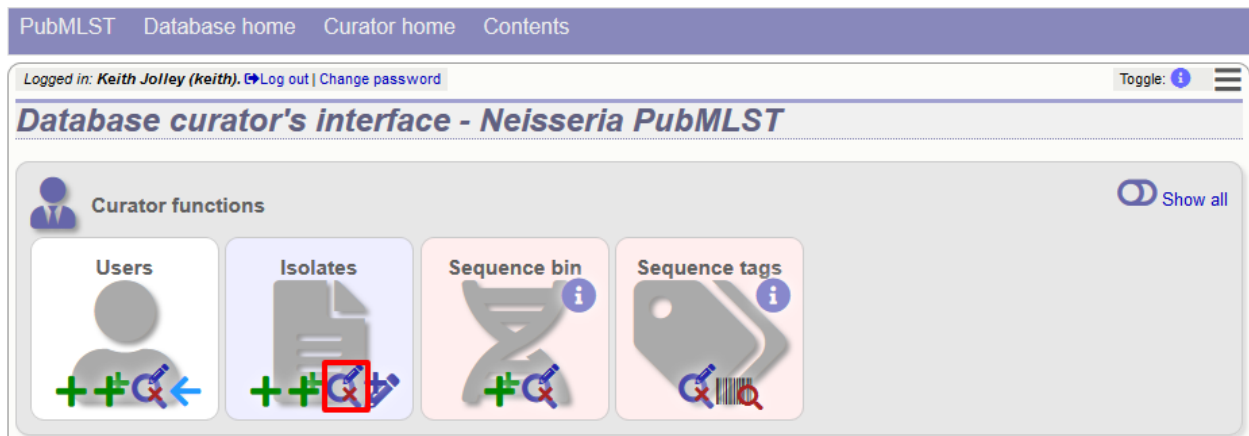 PubMLST Database home Curator home Contents
Logged in: Keith Jolley (keith). Log out | Change password Toggle:
Database curator's interface - Neisseria PubMLST
Curator functions Show all
Users Isolates Sequence bin Sequence tags